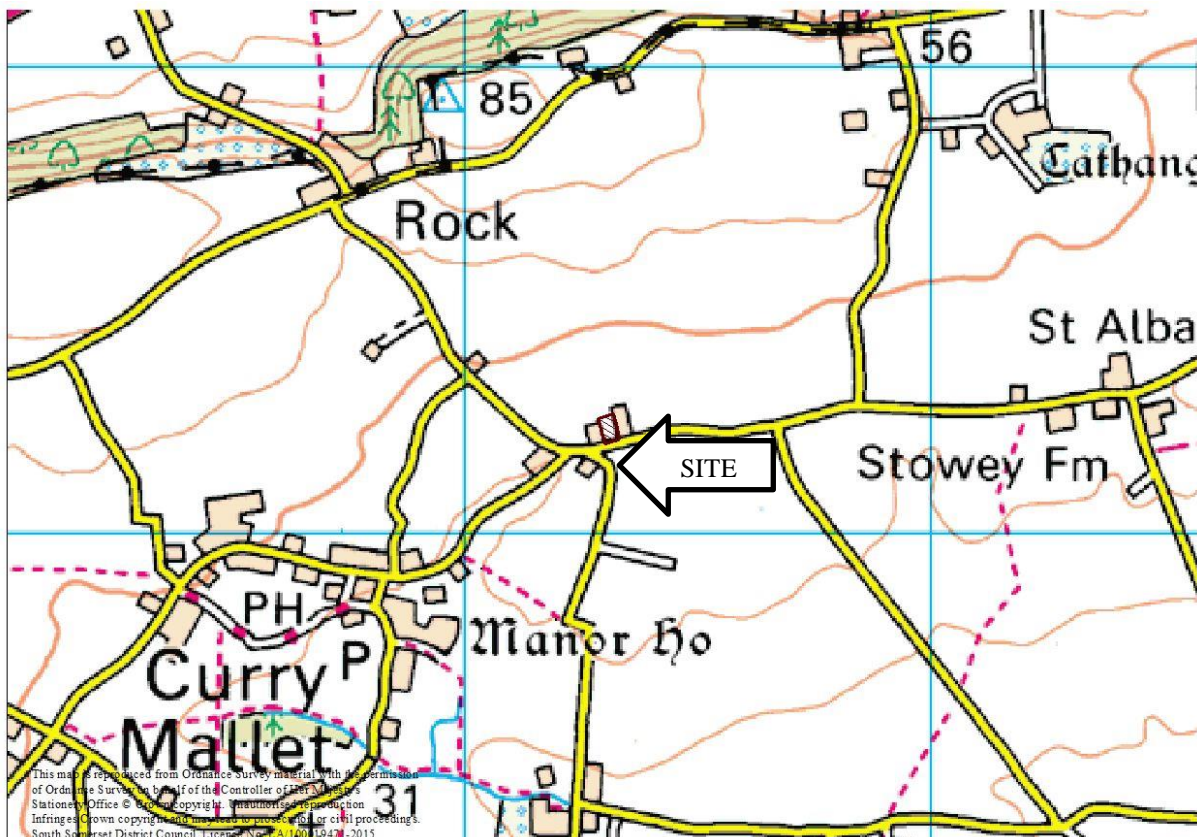 56
85
Cathang
Rock
St Alba
SITE
Stowey Fm
PH
Manor Ho
P
Curry
Mallet
31
This map is reproduced from Ordnance Survey material with the permission
of Ordnance Survey on behalf of the Controller of Her Majesty's
Stationery Office © Crown copyright. Unauthorised reproduction
Infringes Crown copyright and may lead to prosecution or civil proceedings.
South Somerset District Council, Licence No.
2015